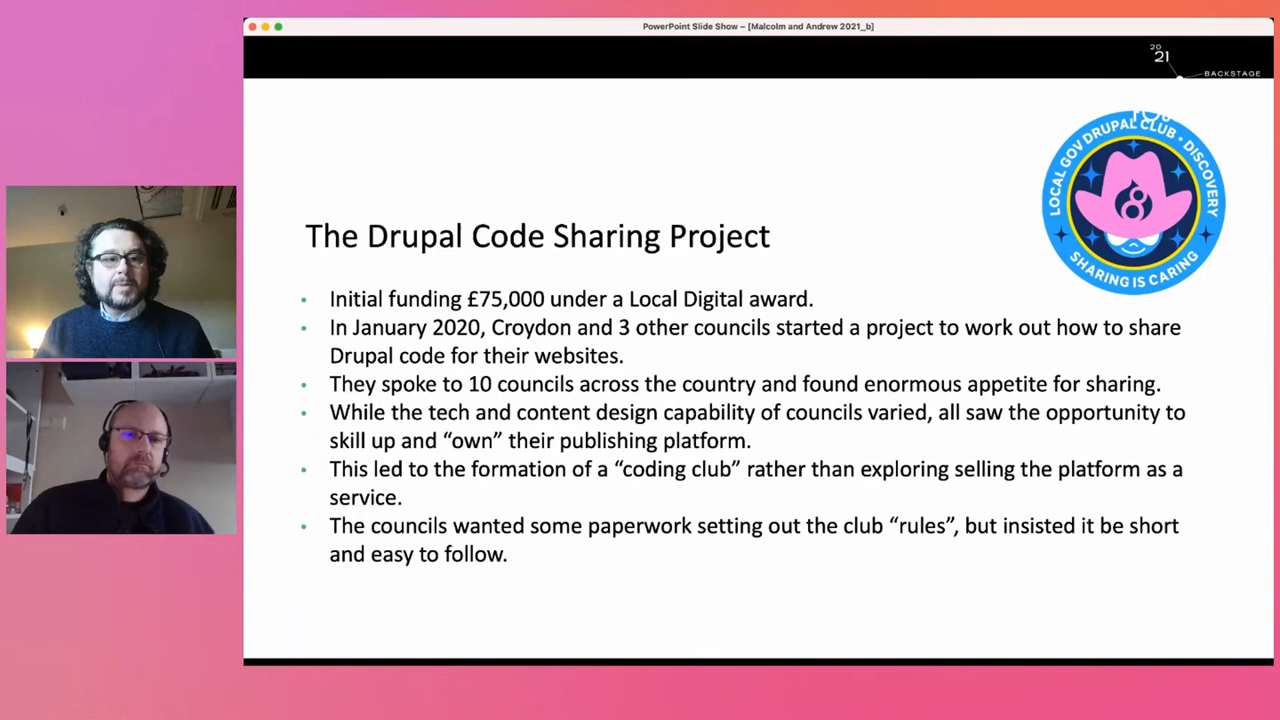 PowerPoint Slide Show – [Malcolm and Andrew 2021_b]
20
21
BACKSTAGE
LOCAL GOV DRUPAL CLUB • DISCOVERY
8
SHARING IS CARING
The Drupal Code Sharing Project
• Initial funding £75,000 under a Local Digital award.
• In January 2020, Croydon and 3 other councils started a project to work out how to share
Drupal code for their websites.
• They spoke to 10 councils across the country and found enormous appetite for sharing.
• While the tech and content design capability of councils varied, all saw the opportunity to
skill up and “own” their publishing platform.
• This led to the formation of a “coding club” rather than exploring selling the platform as a
service.
• The councils wanted some paperwork setting out the club “rules”, but insisted it be short
and easy to follow.